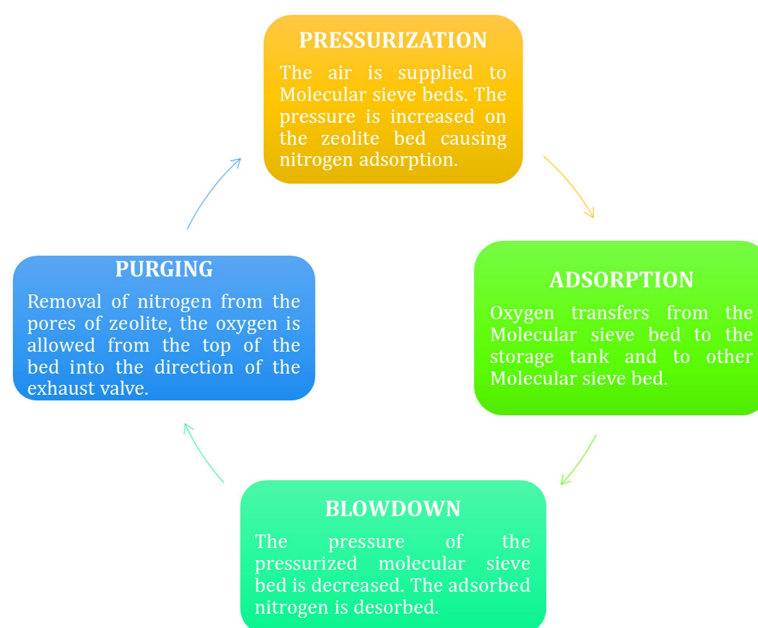 PRESSURIZATION
The air is supplied to
Molecular sieve beds. The
pressure is increased on
the zeolite bed causing
nitrogen adsorption.
ADSORPTION
Oxygen transfers from the
Molecular sieve bed to the
storage tank and to other
Molecular sieve bed.
BLOWDOWN
The pressure of the
pressurized molecular sieve
bed is decreased. The adsorbed
nitrogen is desorbed.
PURGING
Removal of nitrogen from the
pores of zeolite, the oxygen is
allowed from the top of the
bed into the direction of the
exhaust valve.